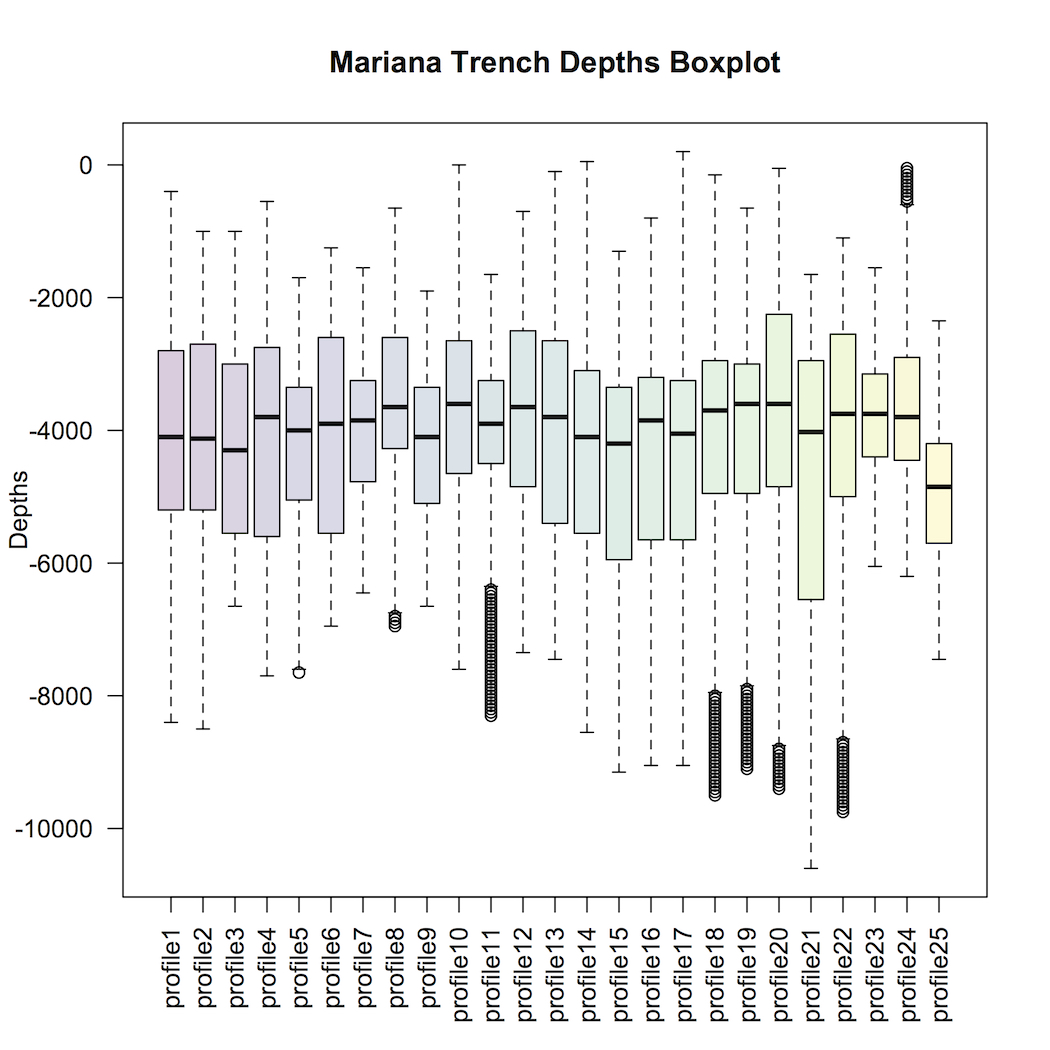 Mariana Trench Depths Boxplot
Depths
0
-2000
-4000
-6000
-8000
-10000
profile1
profile2
profile3
profile4
profile5
profile6
profile7
profile8
profile9
profile10
profile11
profile12
profile13
profile14
profile15
profile16
profile17
profile18
profile19
profile20
profile21
profile22
profile23
profile24
profile25